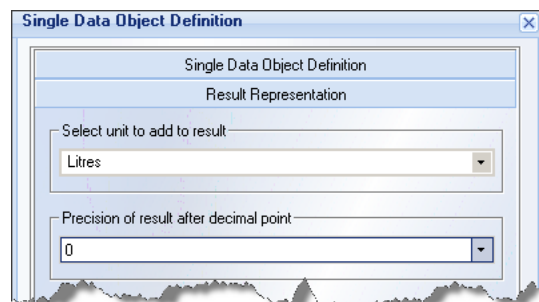 Single Data Object Definition
Single Data Object Definition
Result Representation
Select unit to add to result
Litres
Precision of result after decimal point
0